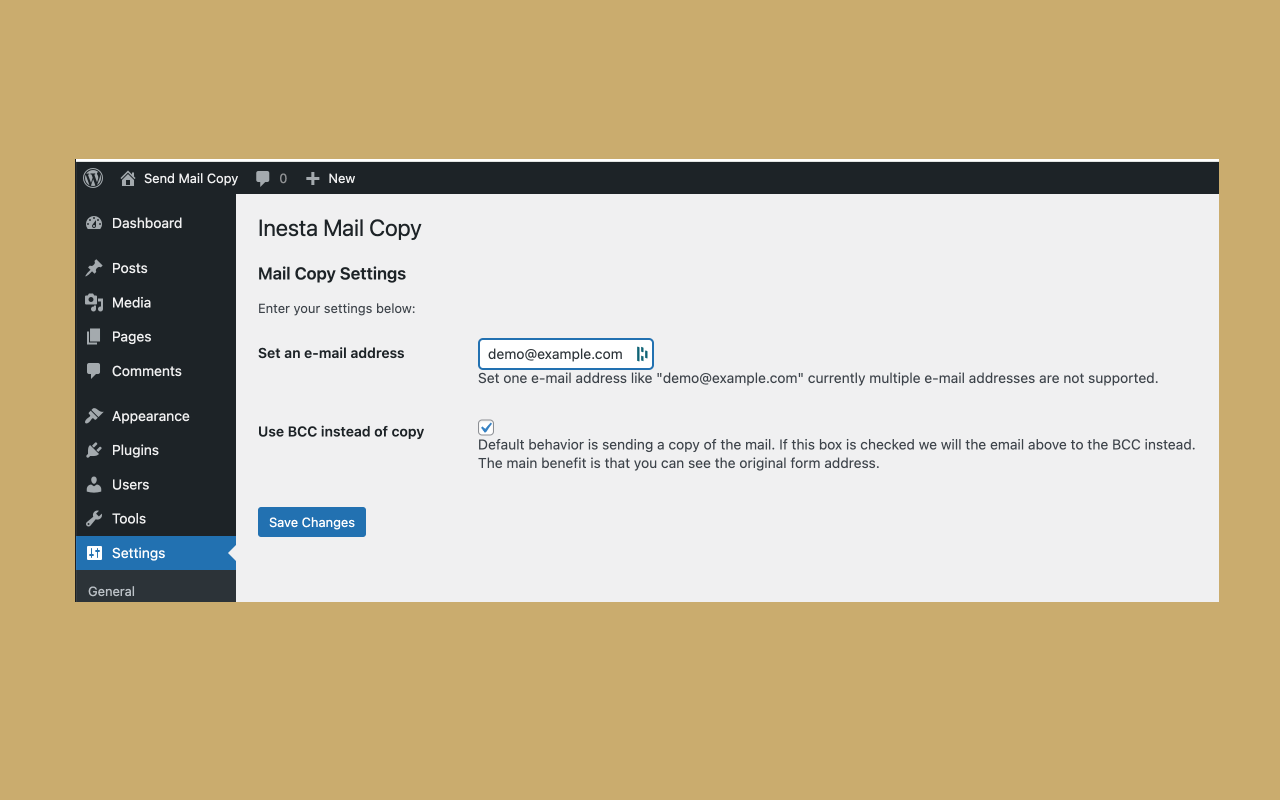 Send Mail Copy 0 New
Dashboard
Posts
Media
Pages
Comments
Appearance
Plugins
Users
Tools
Settings
General
Inesta Mail Copy
Mail Copy Settings
Enter your settings below:
Set an e-mail address
demo@example.com
Set one e-mail address like "demo@example.com" currently multiple e-mail addresses are not supported.
Use BCC instead of copy
Default behavior is sending a copy of the mail. If this box is checked we will the email above to the BCC instead.
The main benefit is that you can see the original form address.
Save Changes